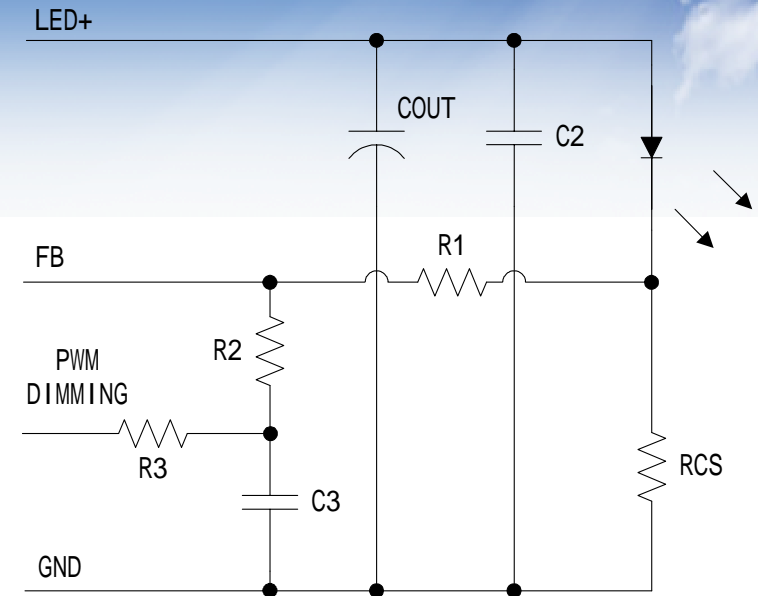 LED+
COUT
C2
R1
FB
R2
PWM
DIMMING
R3
RCS
C3
GND